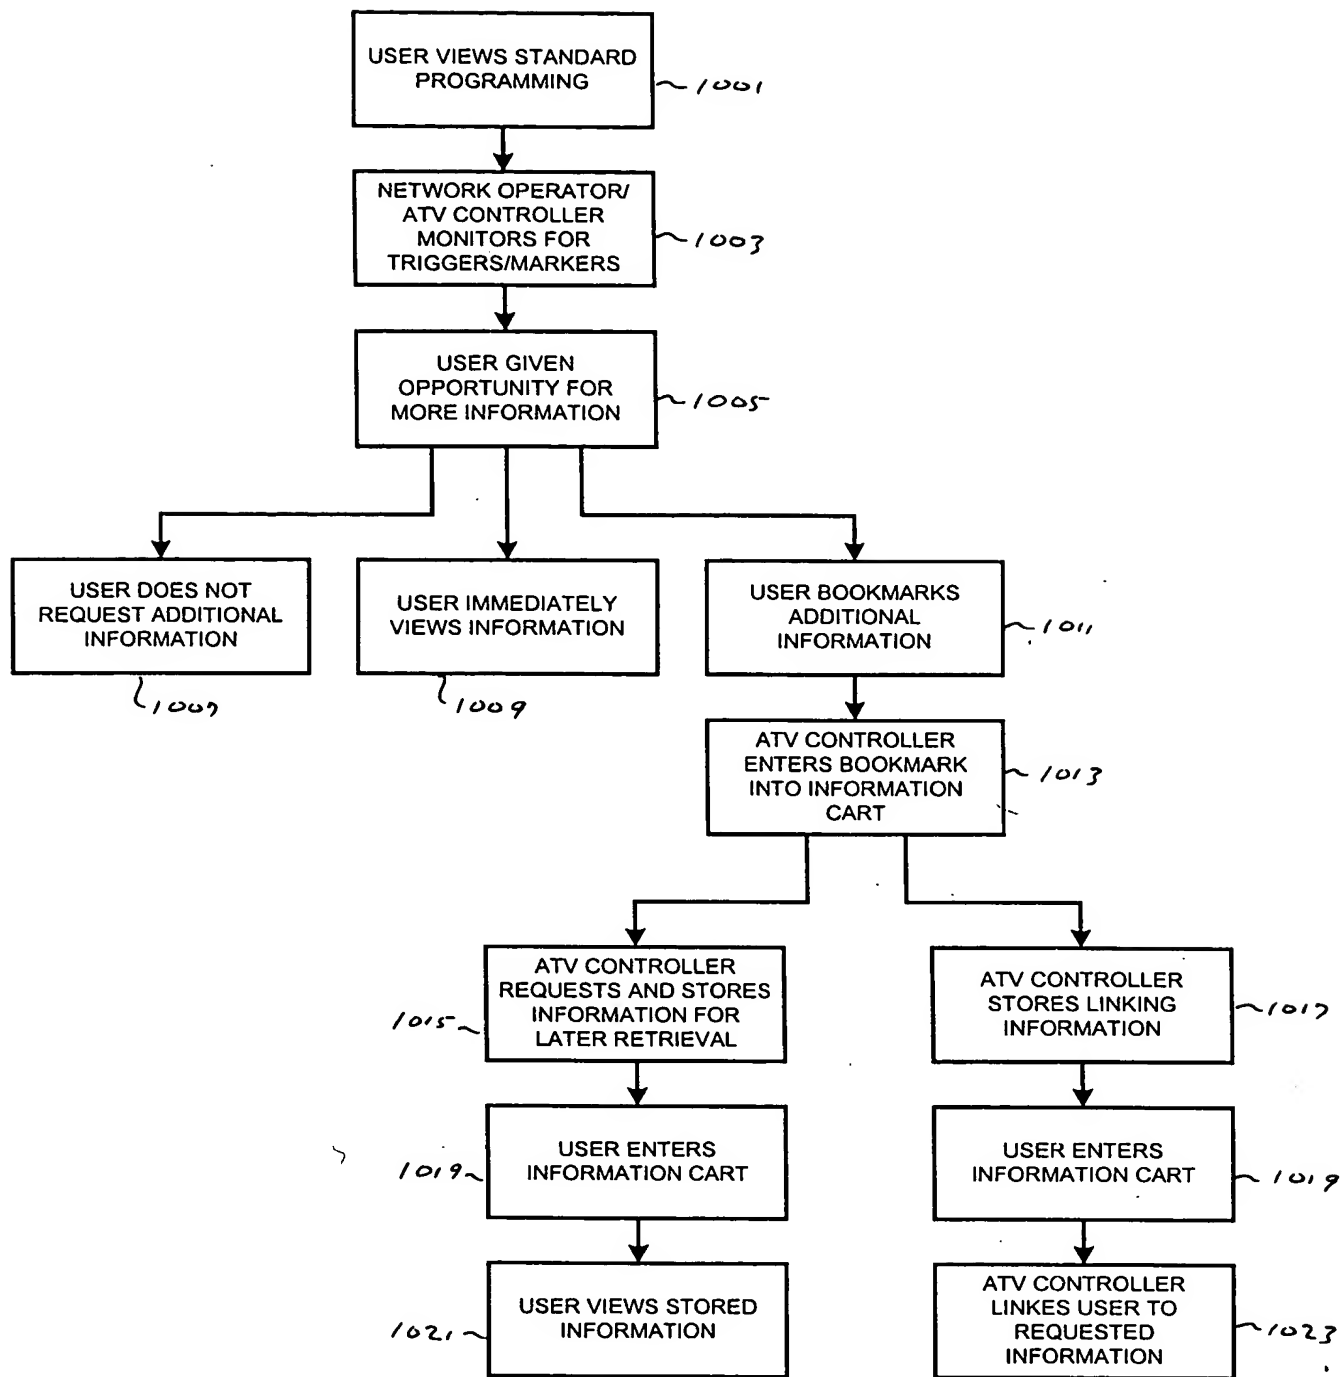 USER VIEWS STANDARD
PROGRAMMING
1001
NETWORK OPERATOR/
ATV CONTROLLER
MONITORS FOR
TRIGGERS/MARKERS
1003
USER GIVEN
OPPORTUNITY FOR
MORE INFORMATION
1005
USER DOES NOT
REQUEST ADDITIONAL
INFORMATION
1007
USER IMMEDIATELY
VIEWS INFORMATION
1009
USER BOOKMARKS
ADDITIONAL
INFORMATION
1011
ATV CONTROLLER
ENTERS BOOKMARK
INTO INFORMATION
CART
1013
ATV CONTROLLER
REQUESTS AND STORES
INFORMATION FOR
LATER RETRIEVAL
1015
ATV CONTROLLER
STORES LINKING
INFORMATION
1017
USER ENTERS
INFORMATION CART
1019
USER ENTERS
INFORMATION CART
1019
USER VIEWS STORED
INFORMATION
1021
ATV CONTROLLER
LINKES USER TO
REQUESTED
INFORMATION
1023